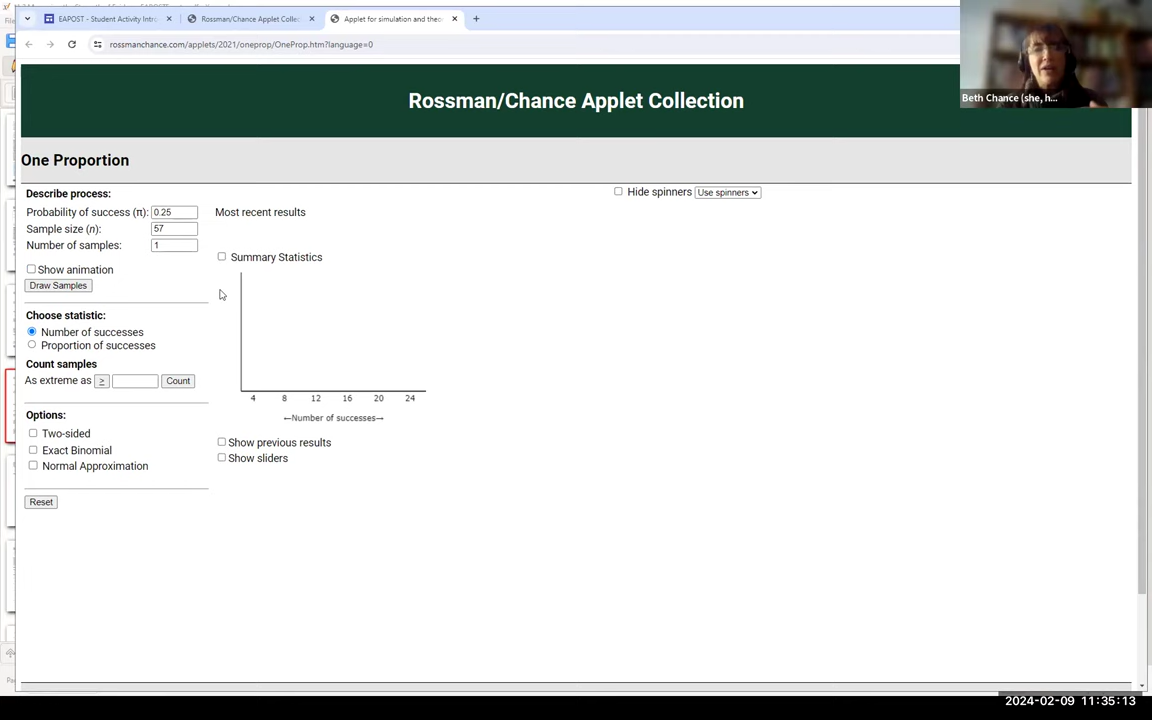 EAPOST - Student Activity Intro
Rossman/Chance Applet Collec
Applet for simulation and theo
rossmanchance.com/applets/2021/oneprop/OneProp.htm?language=0
Beth Chance (she, h...
Rossman/Chance Applet Collection
One Proportion
Describe process:
Hide spinners Use spinners
Probability of success (π): 0.25
Most recent results
Sample size (n): 57
Number of samples: 1
Summary Statistics
Show animation
Draw Samples
Choose statistic:
Number of successes
Proportion of successes
Count samples
As extreme as ≥ Count
4 8 12 16 20 24
←Number of successes→
Options:
Two-sided
Exact Binomial
Normal Approximation
Show previous results
Show sliders
Reset
2024-02-09 11:35:13